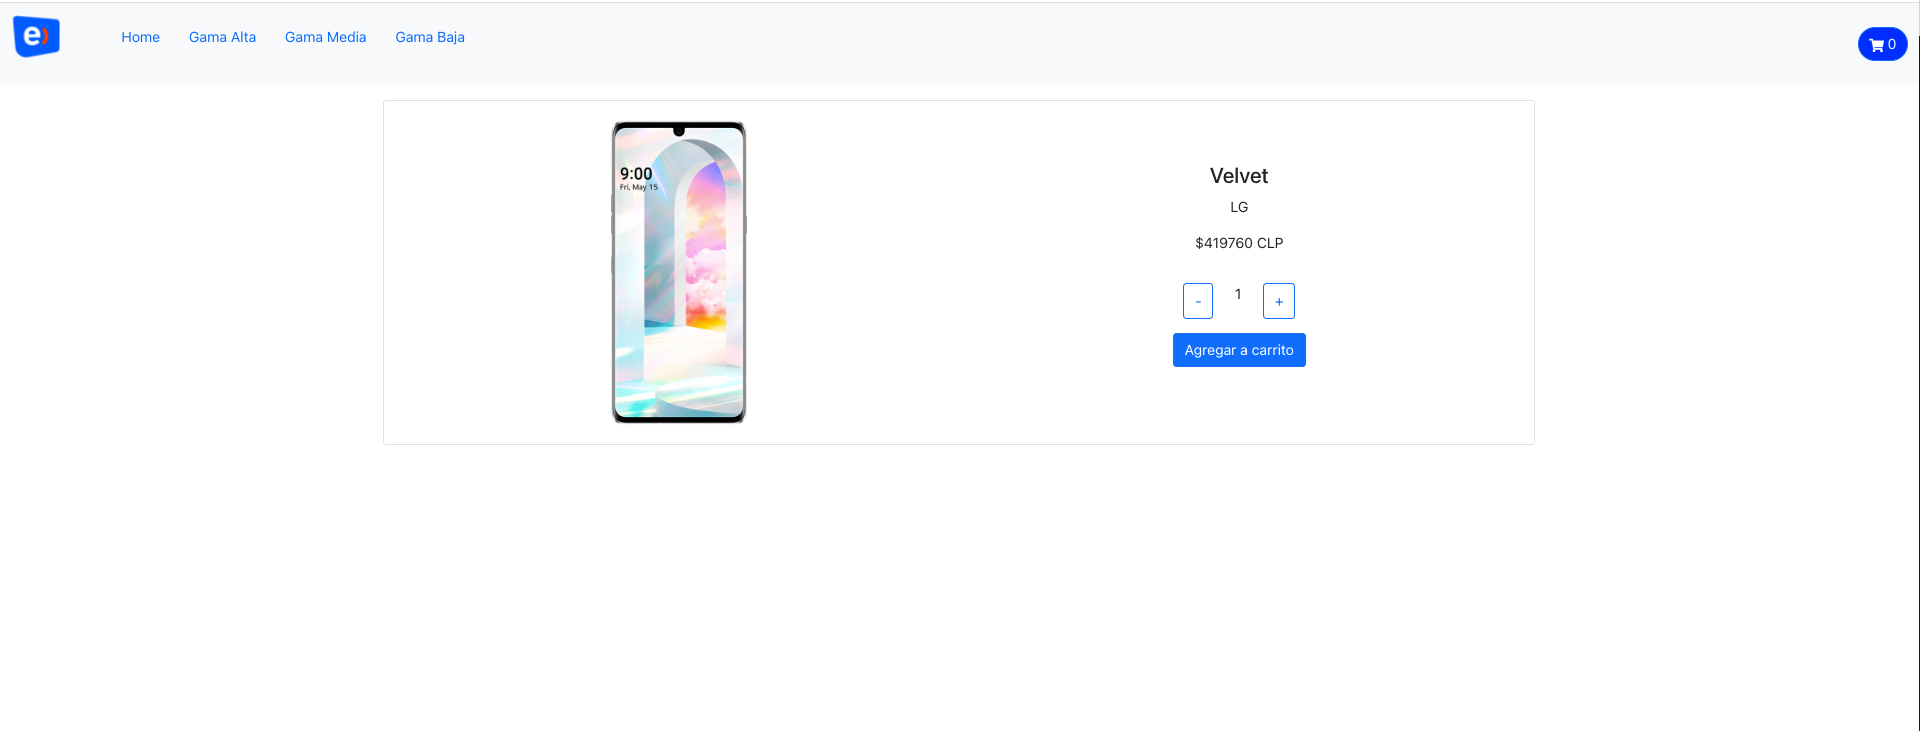 e)
Home Gama Alta Gama Media Gama Baja
0
9:00
Fri, May 15
Velvet
LG
$419760 CLP
- 1 +
Agregar a carrito